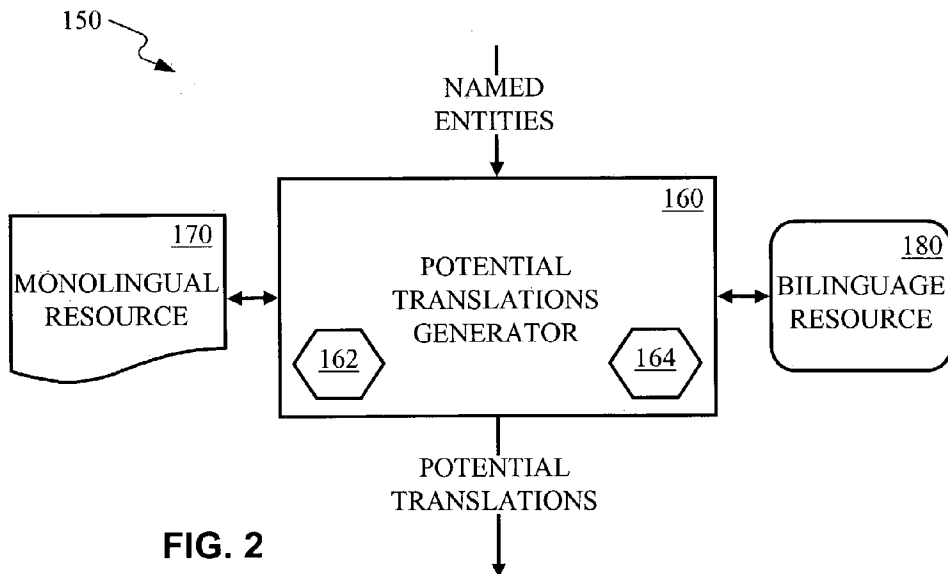 150
NAMED
ENTITIES
160
170
MONOLINGUAL
RESOURCE
POTENTIAL
TRANSLATIONS
GENERATOR
180
BILINGUAGE
RESOURCE
162
164
POTENTIAL
TRANSLATIONS
FIG. 2